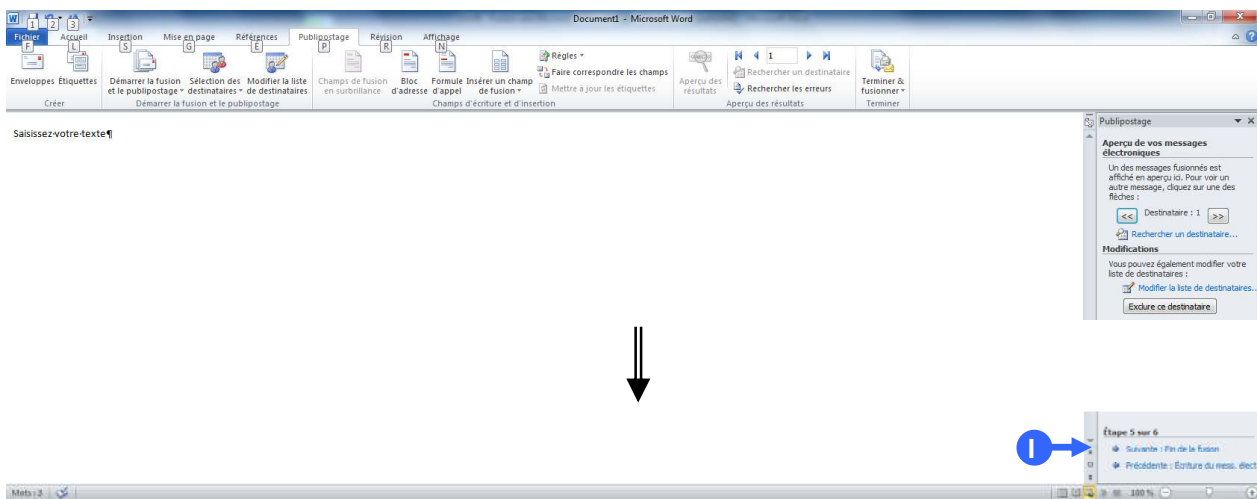 Document1 - Microsoft Word
1 2 3
Fichier Accueil Insertion Mise en page Références Publipostage Révision Affichage
F L S G É P R N
Enveloppes Étiquettes
Créer
Démarrer la fusion et le publipostage
Sélection des destinataires
Modifier la liste de destinataires
Démarrer la fusion et le publipostage
Champs de fusion en surbrillance
Bloc d'adresse
Formule d'appel
Insérer un champ de fusion
Règles
Faire correspondre les champs
Mettre à jour les étiquettes
Champs d'écriture et d'insertion
Aperçu des résultats
1
Rechercher un destinataire
Rechercher les erreurs
Aperçu des résultats
Terminer & fusionner
Terminer
Saisissez·votre·texte¶
Publipostage
Aperçu de vos messages
électroniques
Un des messages fusionnés est
affiché en aperçu ici. Pour voir un
autre message, cliquez sur une des
flèches :
<< Destinataire : 1 >>
Rechercher un destinataire...
Modifications
Vous pouvez également modifier votre
liste de destinataires :
Modifier la liste de destinataires..
Exclure ce destinataire
Étape 5 sur 6
I
Suivante : Fin de la fusion
Précédente : Écriture du mess. élect
Mots : 3
100 %